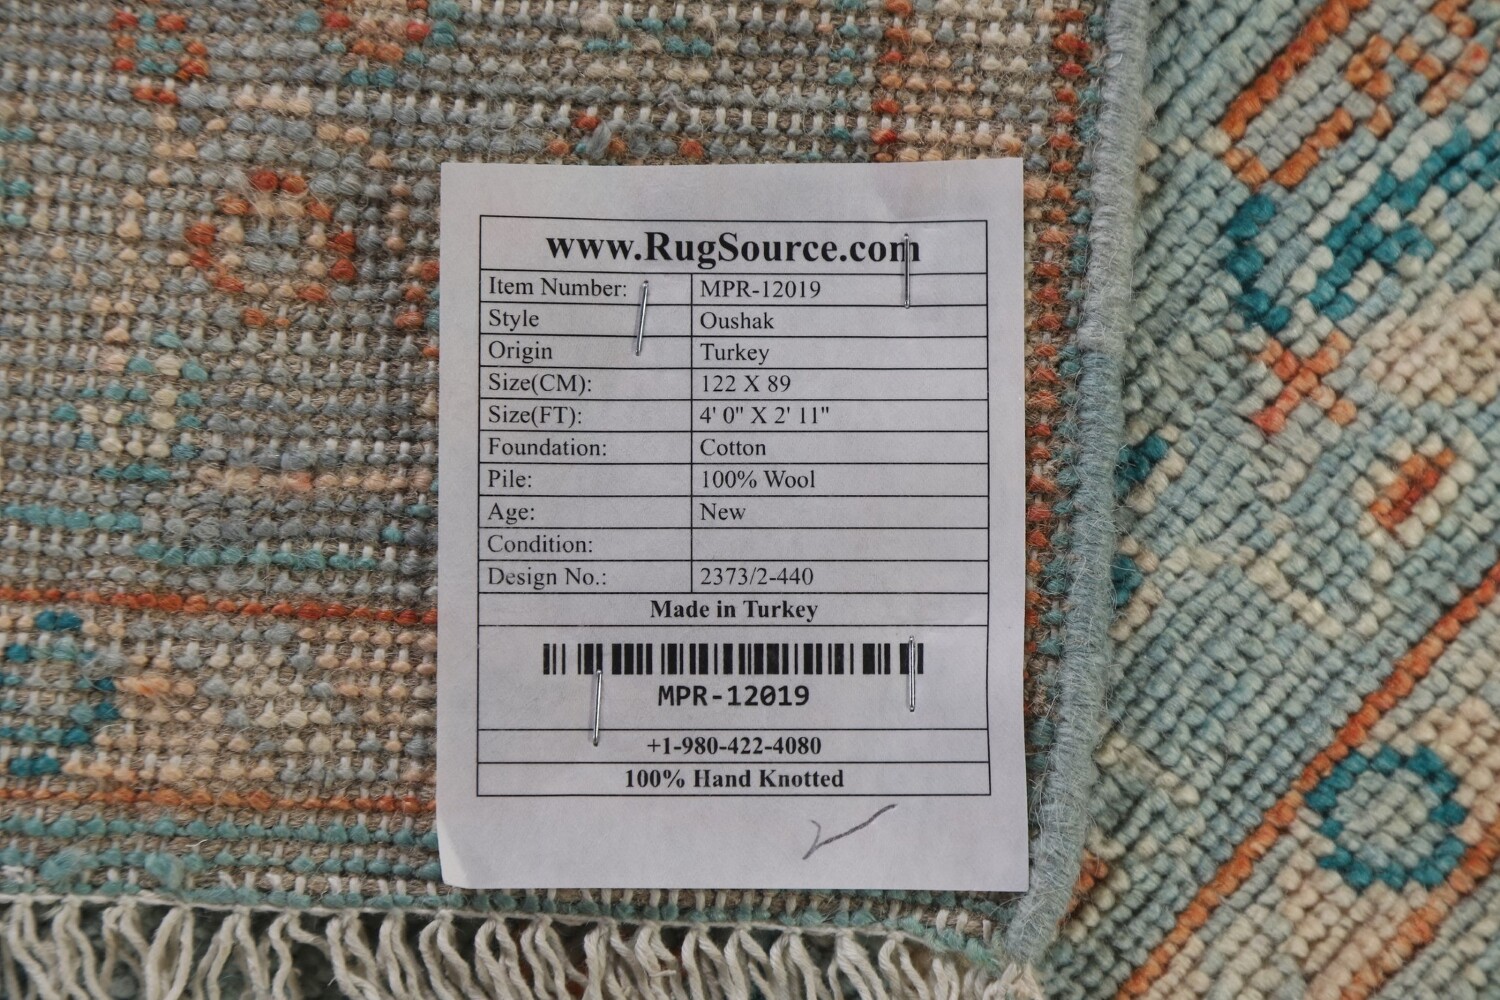 www.RugSource.com
Item Number: MPR-12019
Style Oushak
Origin Turkey
Size(CM): 122 X 89
Size(FT): 4' 0" X 2' 11"
Foundation: Cotton
Pile: 100% Wool
Age: New
Condition:
Design No.: 2373/2-440
Made in Turkey
MPR-12019
+1-980-422-4080
100% Hand Knotted